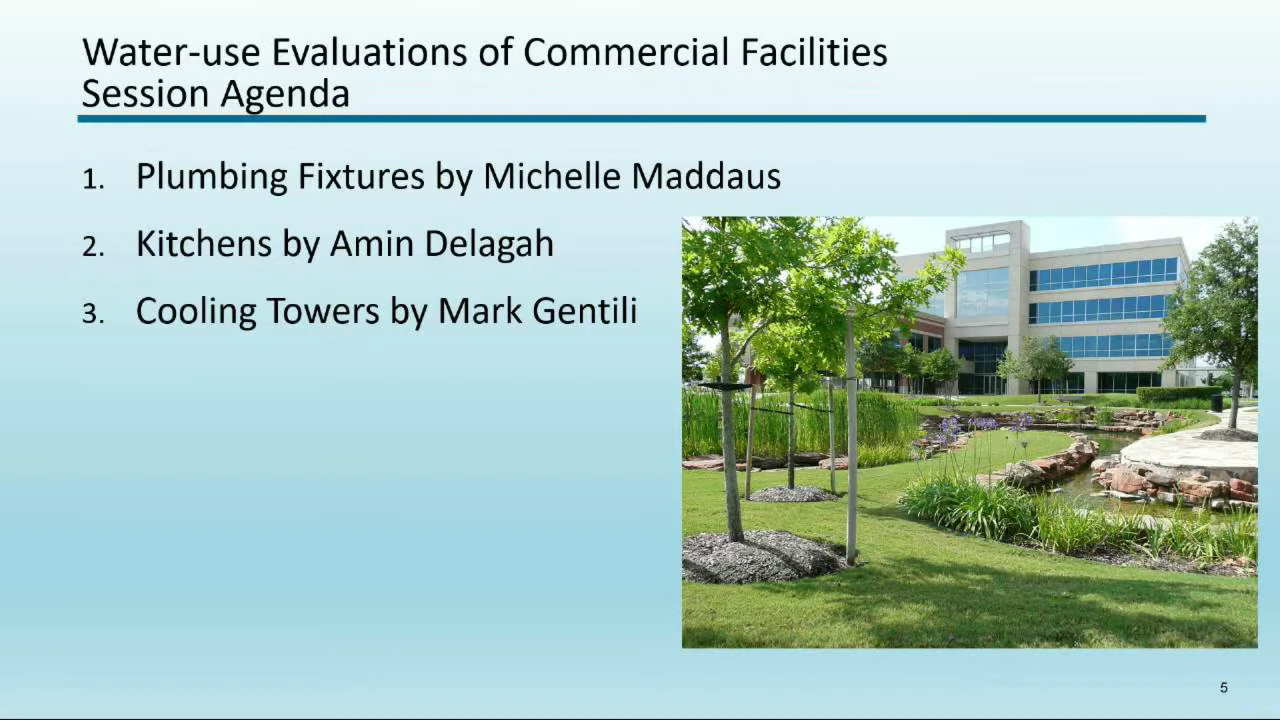 Water-use Evaluations of Commercial Facilities
Session Agenda
1. Plumbing Fixtures by Michelle Maddaus
2. Kitchens by Amin Delagah
3. Cooling Towers by Mark Gentili
5